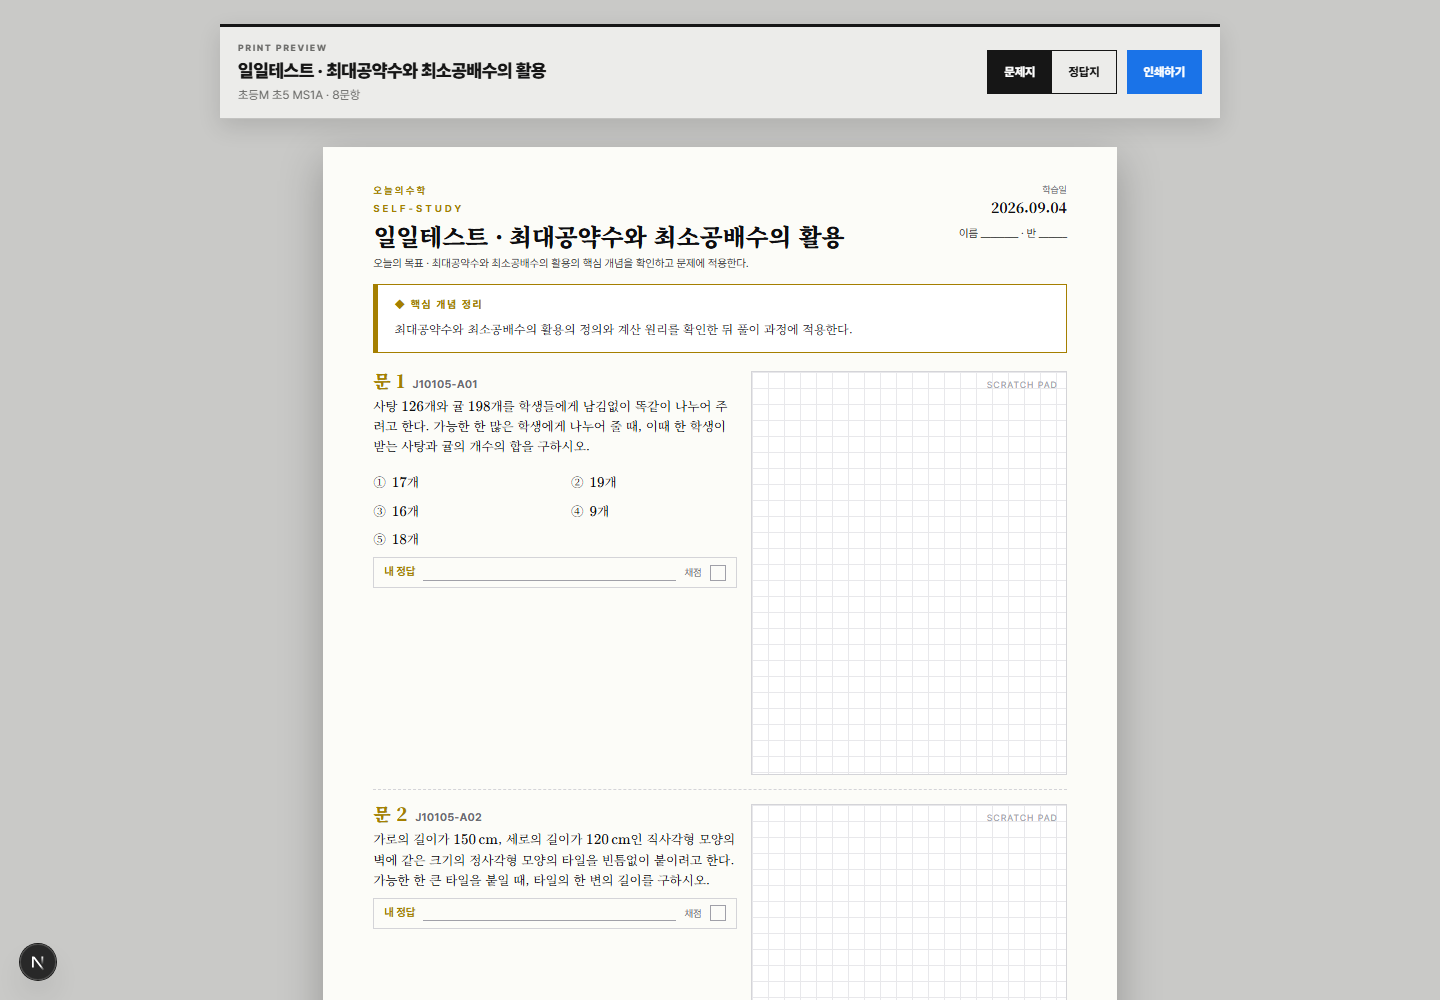 PRINT PREVIEW
일일테스트 · 최대공약수와 최소공배수의 활용
초등M 초5 MS1A · 8문항
문제지
정답지
인쇄하기
오늘의수학
SELF-STUDY
일일테스트 · 최대공약수와 최소공배수의 활용
오늘의 목표 · 최대공약수와 최소공배수의 활용의 핵심 개념을 확인하고 문제에 적용한다.
학습일
2026.09.04
이름 ________ · 반 ______
◆ 핵심 개념 정리
최대공약수와 최소공배수의 활용의 정의와 계산 원리를 확인한 뒤 풀이 과정에 적용한다.
문 1 J10105-A01
사탕 126개와 귤 198개를 학생들에게 남김없이 똑같이 나누어 주
려고 한다. 가능한 한 많은 학생에게 나누어 줄 때, 이때 한 학생이
받는 사탕과 귤의 개수의 합을 구하시오.
① 17개
② 19개
③ 16개
④ 9개
⑤ 18개
내 정답
채점
SCRATCH PAD
문 2 J10105-A02
가로의 길이가 150 cm, 세로의 길이가 120 cm인 직사각형 모양의
벽에 같은 크기의 정사각형 모양의 타일을 빈틈없이 붙이려고 한다.
가능한 한 큰 타일을 붙일 때, 타일의 한 변의 길이를 구하시오.
내 정답
채점
SCRATCH PAD
N